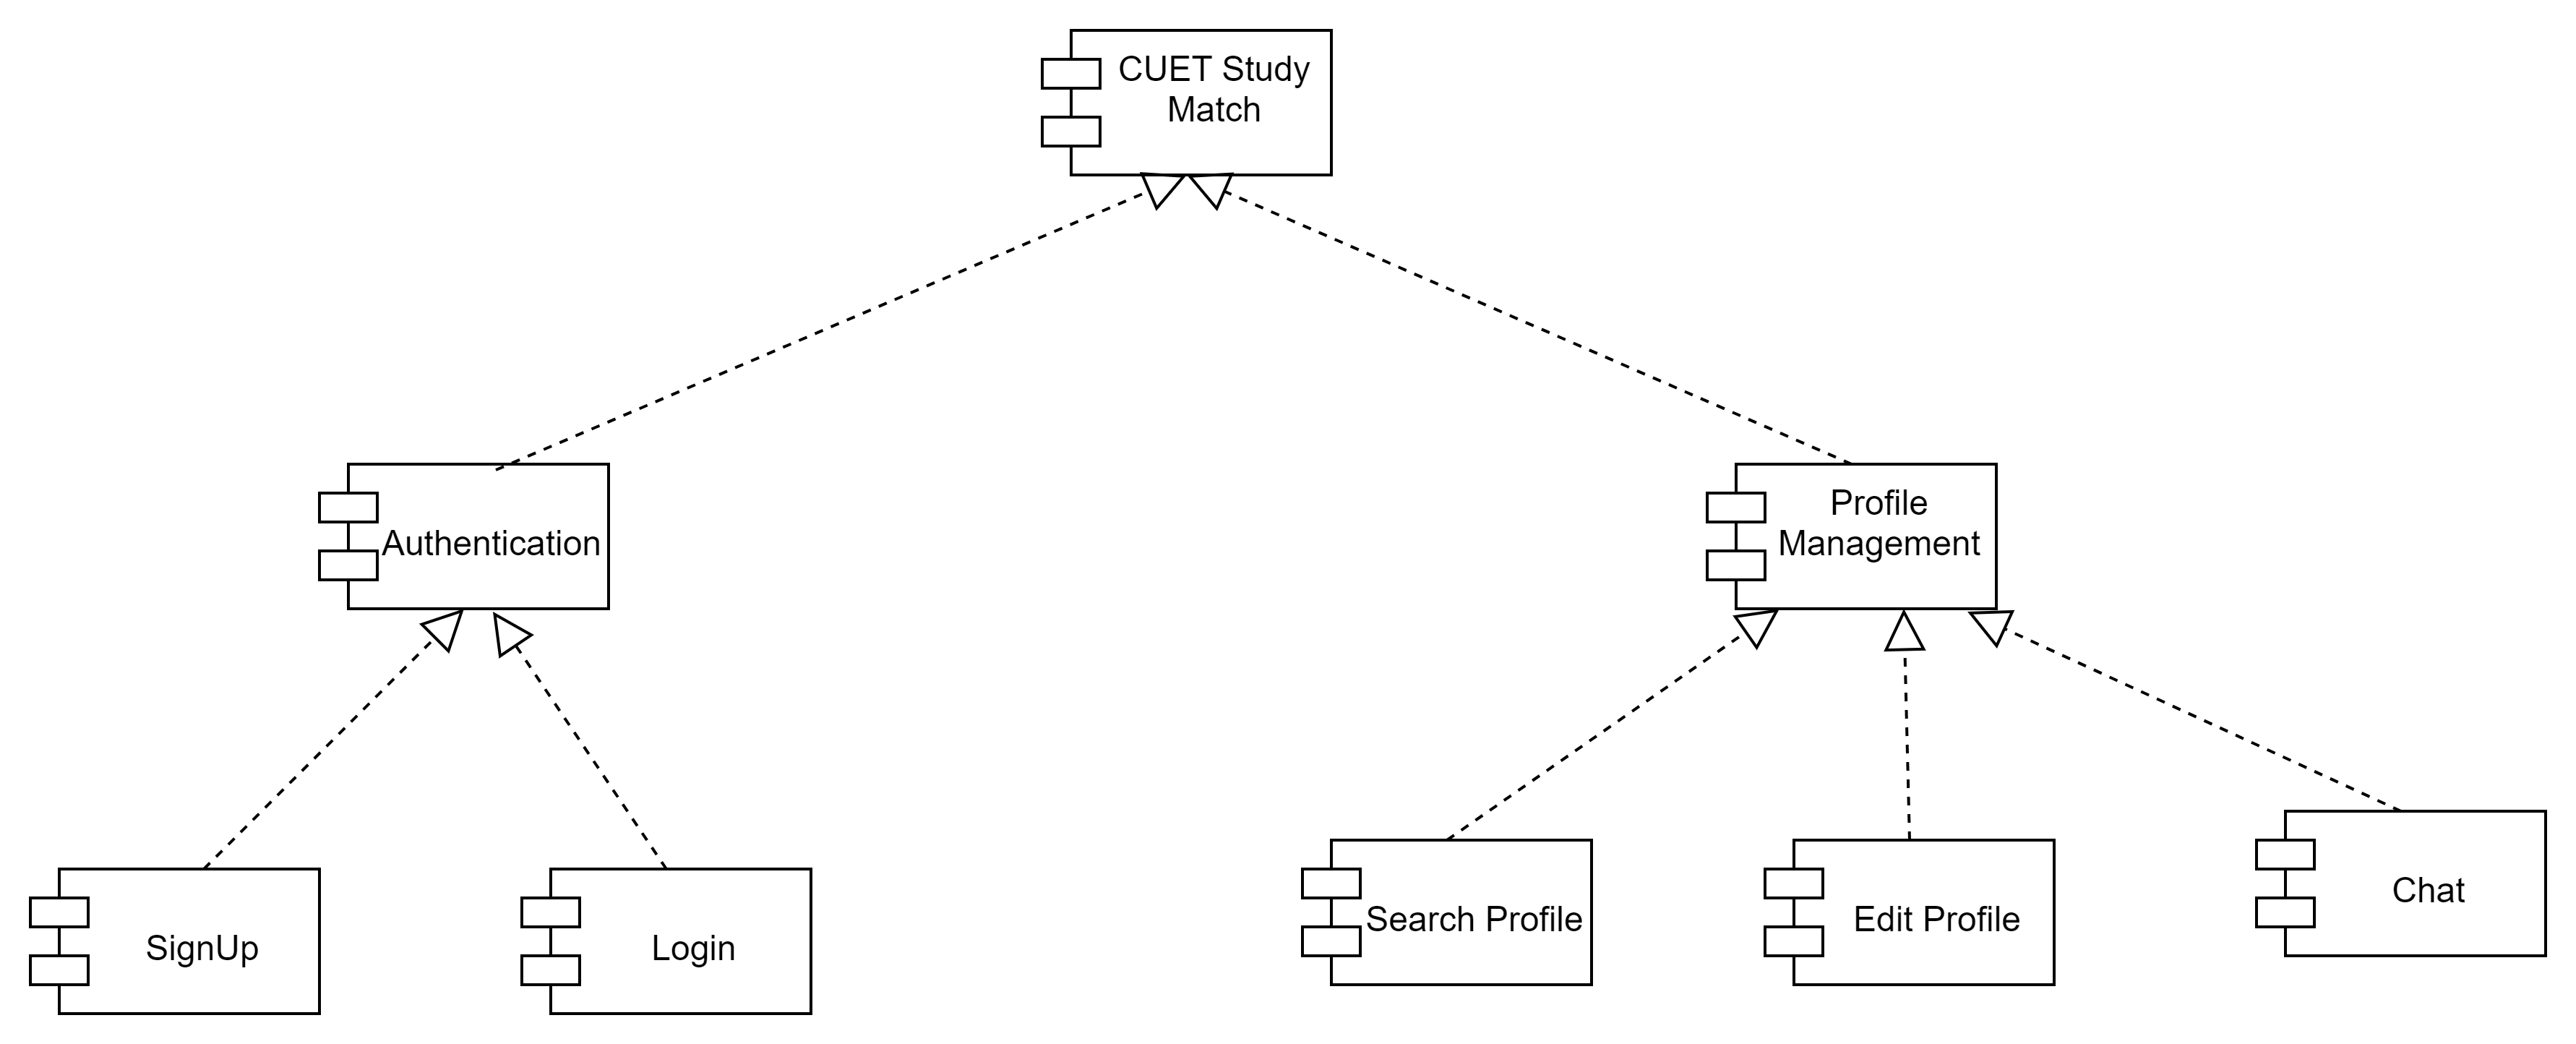 CUET Study
Match
Authentication
Profile
Management
SignUp
Login
Search Profile
Edit Profile
Chat